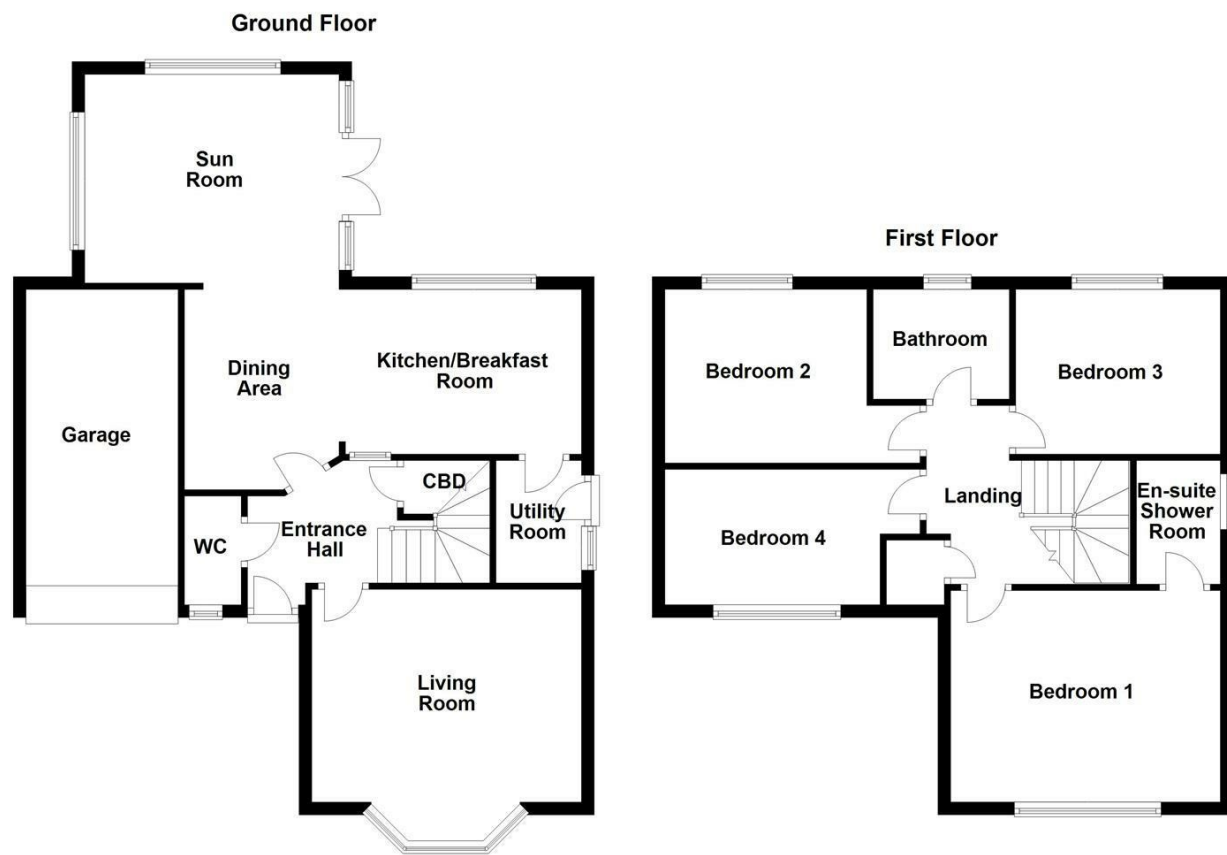 Ground Floor
Sun
Room
Dining
Area
Kitchen/Breakfast
Room
Garage
CBD
Utility
Room
WC
Entrance
Hall
Living
Room
First Floor
Bedroom 2
Bathroom
Bedroom 3
Landing
En-suite
Shower
Room
Bedroom 4
Bedroom 1